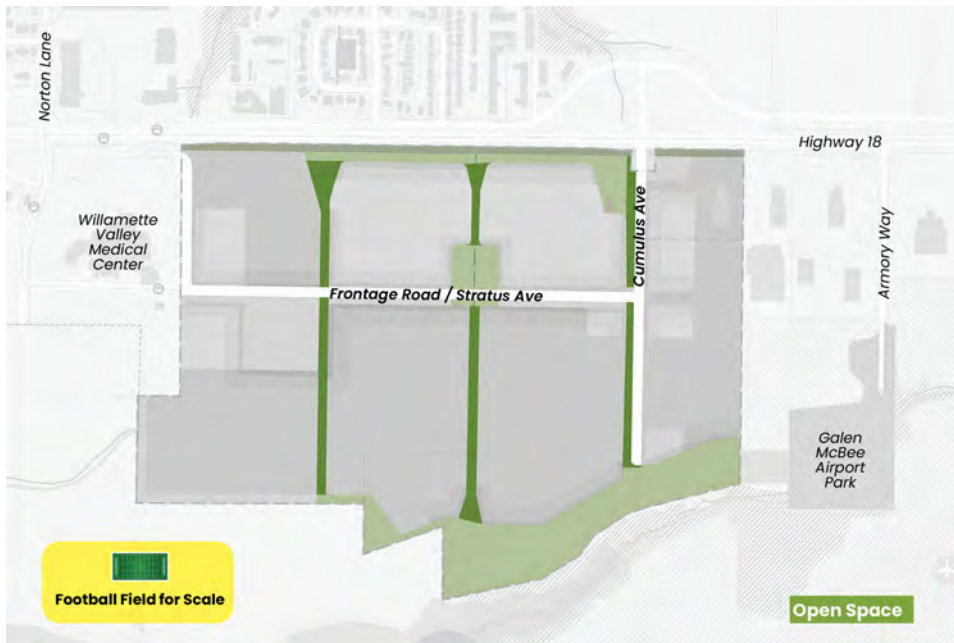 Norton Lane
Highway 18
Willamette
Valley
Medical
Center
Cumulus Ave
Armory Way
Frontage Road / Stratus Ave
Galen
McBee
Airport
Park
Football Field for Scale
Open Space